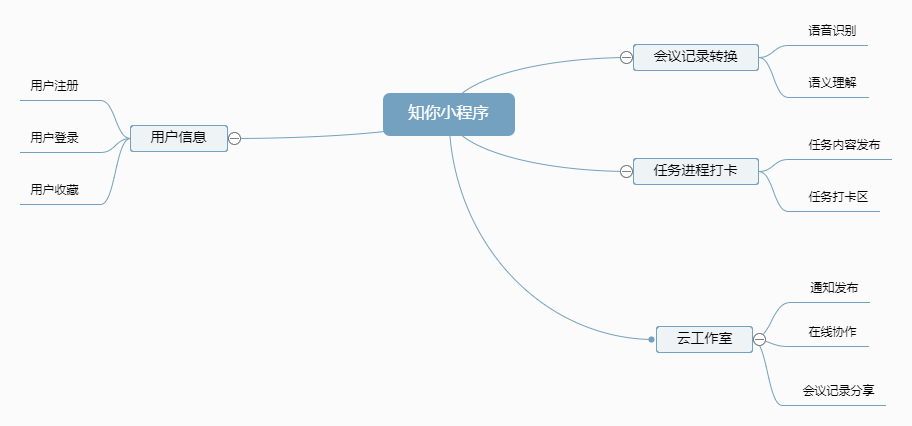 知你小程序
用户信息
用户注册
用户登录
用户收藏
会议记录转换
语音识别
语义理解
任务进程打卡
任务内容发布
任务打卡区
云工作室
通知发布
在线协作
会议记录分享